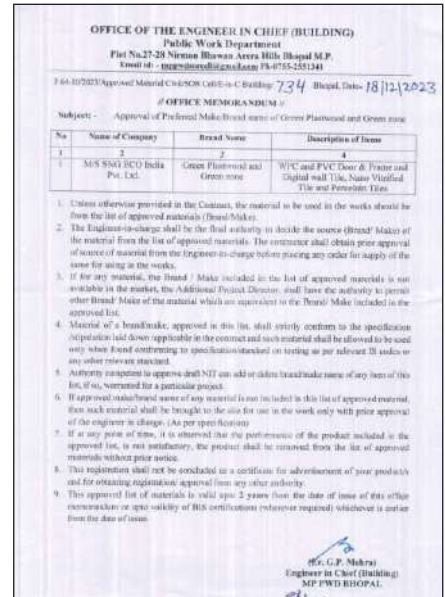 OFFICE OF THE ENGINEER IN CHIEF (BUILDING)
Public Work Department
Plot No.27-28 Nirman Bhawan Arera Hills Bhopal M.P.
Ph-0755-2551341
Approved Material Civil/SOR Cell/E-in-C Building/ 734 Bhopal, Date- 18/12/2023
// OFFICE MEMORANDUM //
Subject: - Approval of Preferred Make/Brand name of Green Plastwood and Green zone
No Name of Company Brand Name Description of Items
1 2 3 4
1 M/S SNG ECO India Pvt. Ltd. Green Plastwood and Green zone WPC and PVC Door & Frame and Digital wall Tile, Nano Vitrified Tile and Porcelain Tiles
1. Unless otherwise provided in the Contract, the material to be used in the works should be
from the list of approved materials (Brand/Make).
2. The Engineer-in-charge shall be the final authority to decide the source (Brand/ Make) of
the material from the list of approved materials. The contractor shall obtain prior approval
of source of material from the Engineer-in-charge before placing any order for supply of the
same for using in the works.
3. If for any material, the Brand / Make included in the list of approved materials is not
available in the market, the Additional Project Director, shall have the authority to permit
other Brand/ Make of the material which are equivalent to the Brand/ Make included in the
approved list.
4. Material of a brand/make, approved in this list, shall strictly conform to the specification
/stipulation laid down /applicable in the contract and such material shall be allowed to be used
only when found conforming to specification/standard on testing as per relevant IS codes or
any other relevant standard.
5. Authority competent to approve draft NIT can add or delete brand/make name of any item of this
list, if so, warranted for a particular project.
6. If approved make/brand name of any material is not included in this list of approved material,
then such material shall be brought to the site for use in the work only with prior approval
of the engineer in charge. (As per specification)
7. If at any point of time, it is observed that the performance of the product included in the
approved list, is not satisfactory, the product shall be removed from the list of approved
materials without prior notice.
8. This registration shall not be concluded as a certificate for advertisement of your product/s
and for obtaining registration/ approval from any other authority.
9. This approved list of materials is valid upto 2 years from the date of issue of this office
memorandum or upto validity of BIS certifications (wherever required) whichever is earlier
from the date of issue.
(Er. G.P. Mehra)
Engineer in Chief (Building)
MP PWD BHOPAL